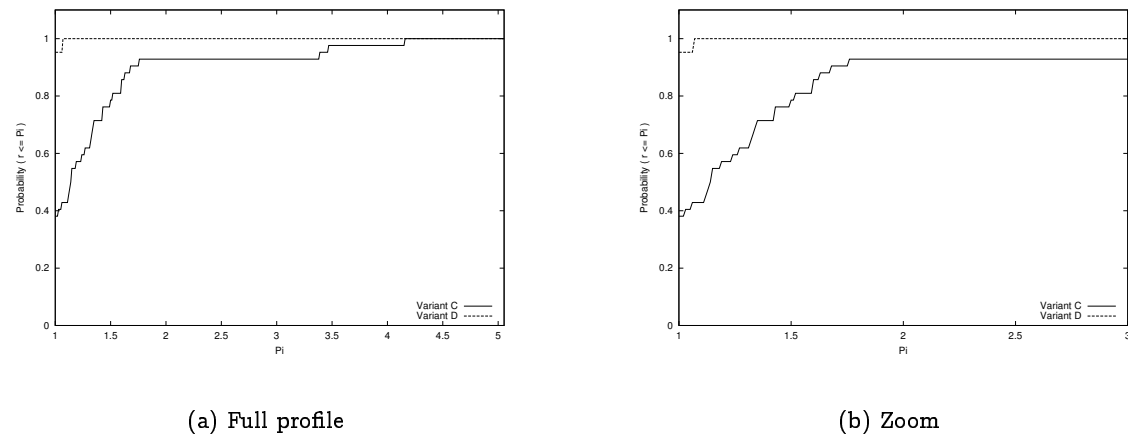 1
0.8
0.6
0.4
0.2
0
Probability ( r <= Pi )
1 1.5 2 2.5 3 3.5 4 4.5 5
Pi
Variant C
Variant D
(a) Full profile
1
0.8
0.6
0.4
0.2
0
Probability ( r <= Pi )
1 1.5 2 2.5 3
Pi
Variant C
Variant D
(b) Zoom